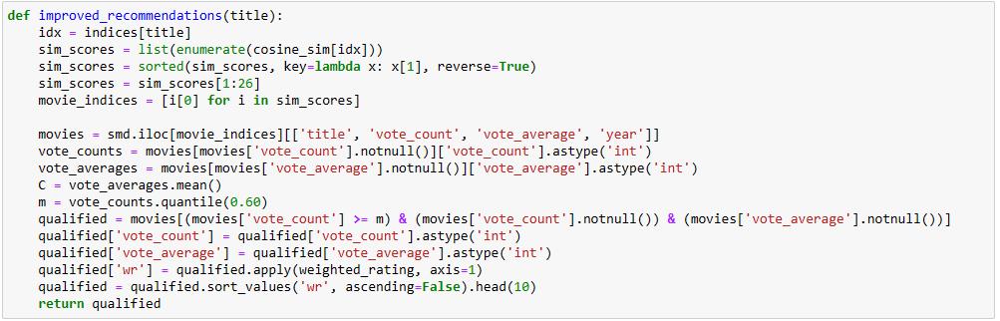 def improved_recommendations(title):
    idx = indices[title]
    sim_scores = list(enumerate(cosine_sim[idx]))
    sim_scores = sorted(sim_scores, key=lambda x: x[1], reverse=True)
    sim_scores = sim_scores[1:26]
    movie_indices = [i[0] for i in sim_scores]

    movies = smd.iloc[movie_indices][['title', 'vote_count', 'vote_average', 'year']]
    vote_counts = movies[movies['vote_count'].notnull()]['vote_count'].astype('int')
    vote_averages = movies[movies['vote_average'].notnull()]['vote_average'].astype('int')
    C = vote_averages.mean()
    m = vote_counts.quantile(0.60)
    qualified = movies[(movies['vote_count'] >= m) & (movies['vote_count'].notnull()) & (movies['vote_average'].notnull())]
    qualified['vote_count'] = qualified['vote_count'].astype('int')
    qualified['vote_average'] = qualified['vote_average'].astype('int')
    qualified['wr'] = qualified.apply(weighted_rating, axis=1)
    qualified = qualified.sort_values('wr', ascending=False).head(10)
    return qualified